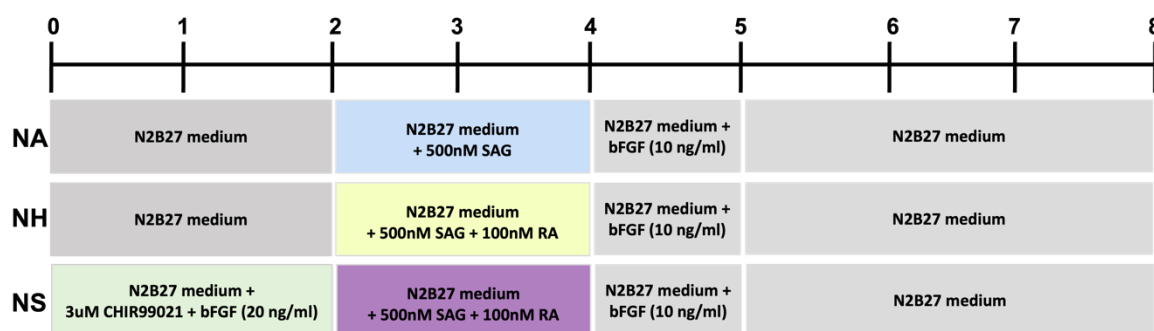 0 1 2 3 4 5 6 7 8
NA
N2B27 medium
N2B27 medium
+ 500nM SAG
N2B27 medium +
bFGF (10 ng/ml)
N2B27 medium
NH
N2B27 medium
N2B27 medium
+ 500nM SAG + 100nM RA
N2B27 medium +
bFGF (10 ng/ml)
N2B27 medium
NS
N2B27 medium +
3uM CHIR99021 + bFGF (20 ng/ml)
N2B27 medium
+ 500nM SAG + 100nM RA
N2B27 medium +
bFGF (10 ng/ml)
N2B27 medium